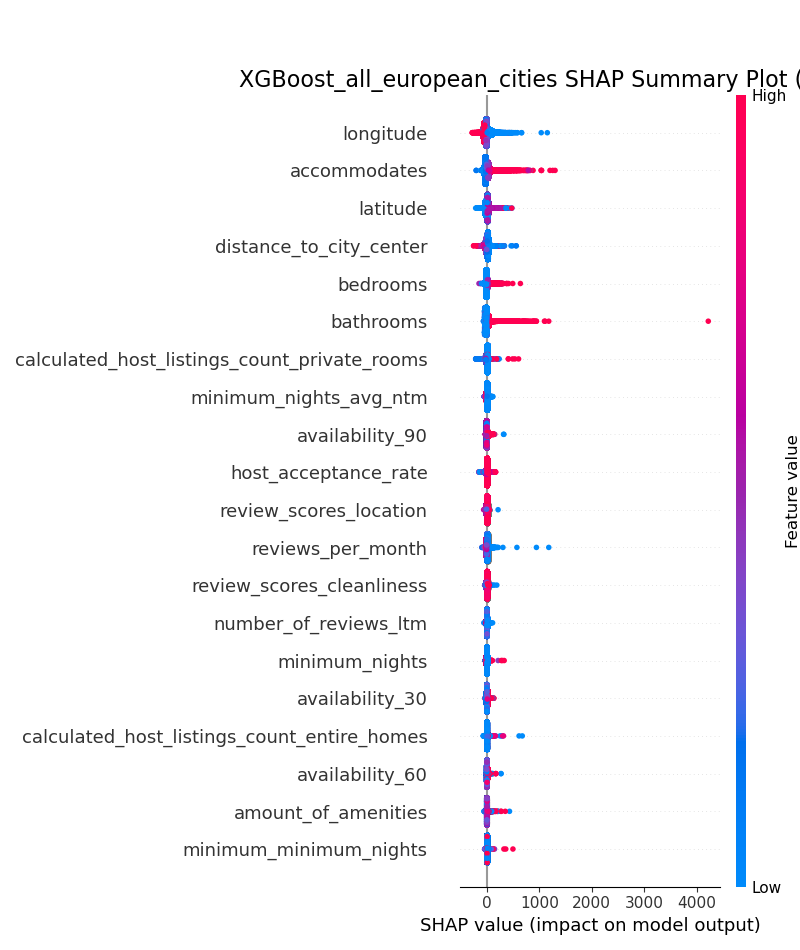 XGBoost_all_european_cities SHAP Summary Plot (
High
longitude
accommodates
latitude
distance_to_city_center
bedrooms
bathrooms
calculated_host_listings_count_private_rooms
minimum_nights_avg_ntm
availability_90
host_acceptance_rate
review_scores_location
reviews_per_month
review_scores_cleanliness
number_of_reviews_ltm
minimum_nights
availability_30
calculated_host_listings_count_entire_homes
availability_60
amount_of_amenities
minimum_minimum_nights
Feature value
Low
0 1000 2000 3000 4000
SHAP value (impact on model output)